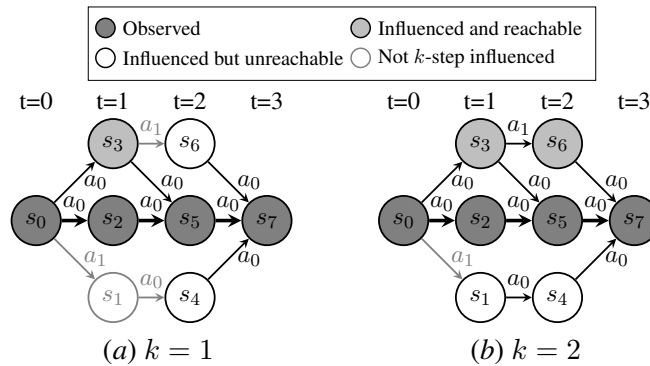 Observed
Influenced and reachable
Influenced but unreachable
Not k-step influenced
t=0 t=1 t=2 t=3
t=0 t=1 t=2 t=3
a₁
s₃ s₆
a₀ a₀ a₀
a₀ a₀ a₀
s₀ s₂ s₅ s₇
a₁ a₀ a₀
s₁ s₄
(a) k = 1
a₁
s₃ s₆
a₀ a₀ a₀
a₀ a₀ a₀
s₀ s₂ s₅ s₇
a₁ a₀ a₀
s₁ s₄
(b) k = 2